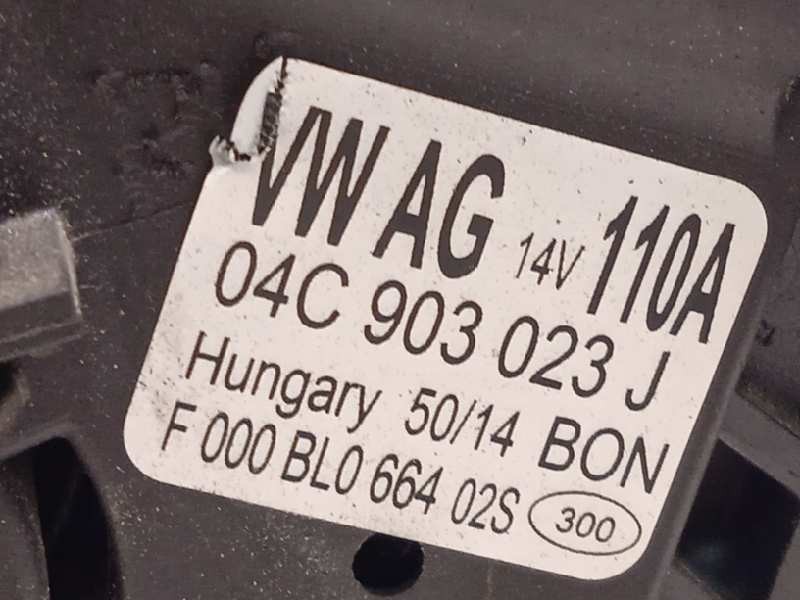 VW AG 14V 110A
04C 903 023 J
Hungary 50/14 BON
F 000 BL0 664 02S 300